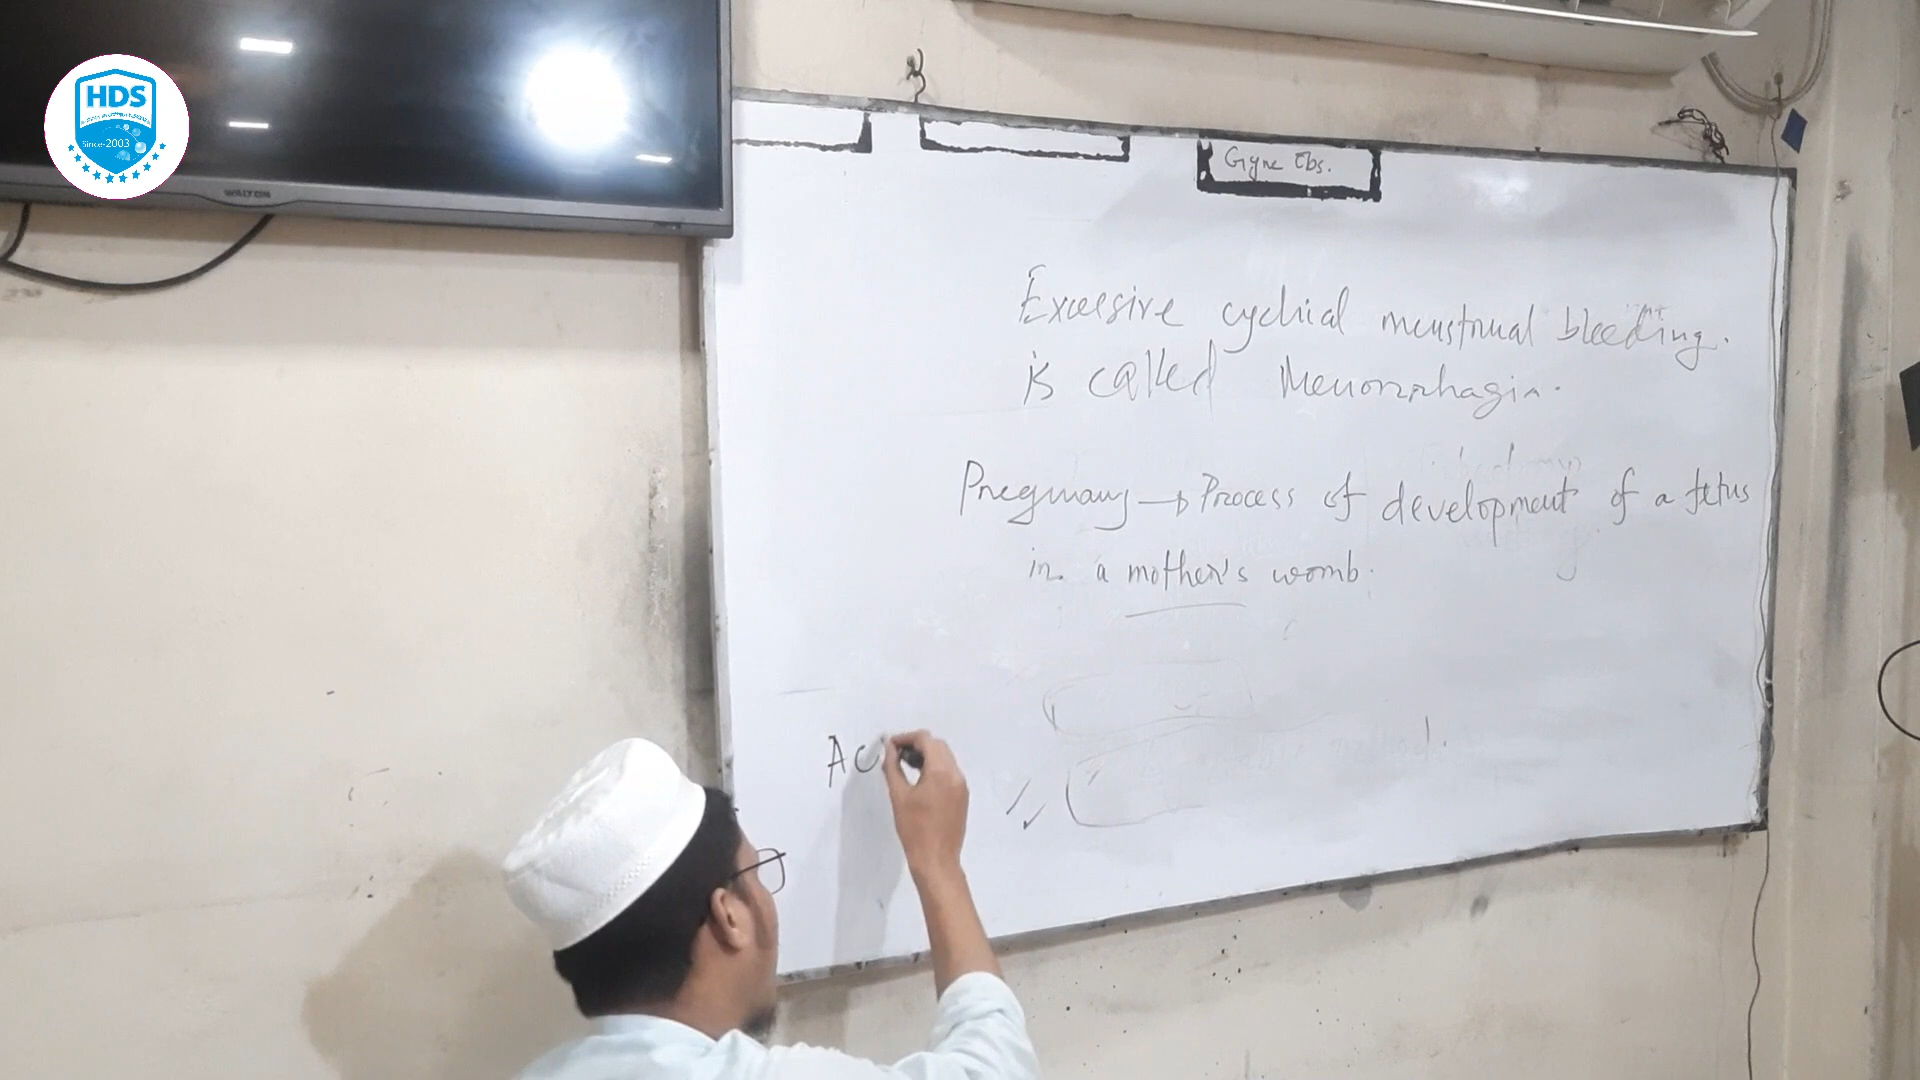 HDS
Since-2003
WALTON
Gyne Obs.
Excessive cyclical menstrual bleeding.
is called Menorrhagia.
Pregnancy → Process of development of a fetus
in a mother's womb.
AC